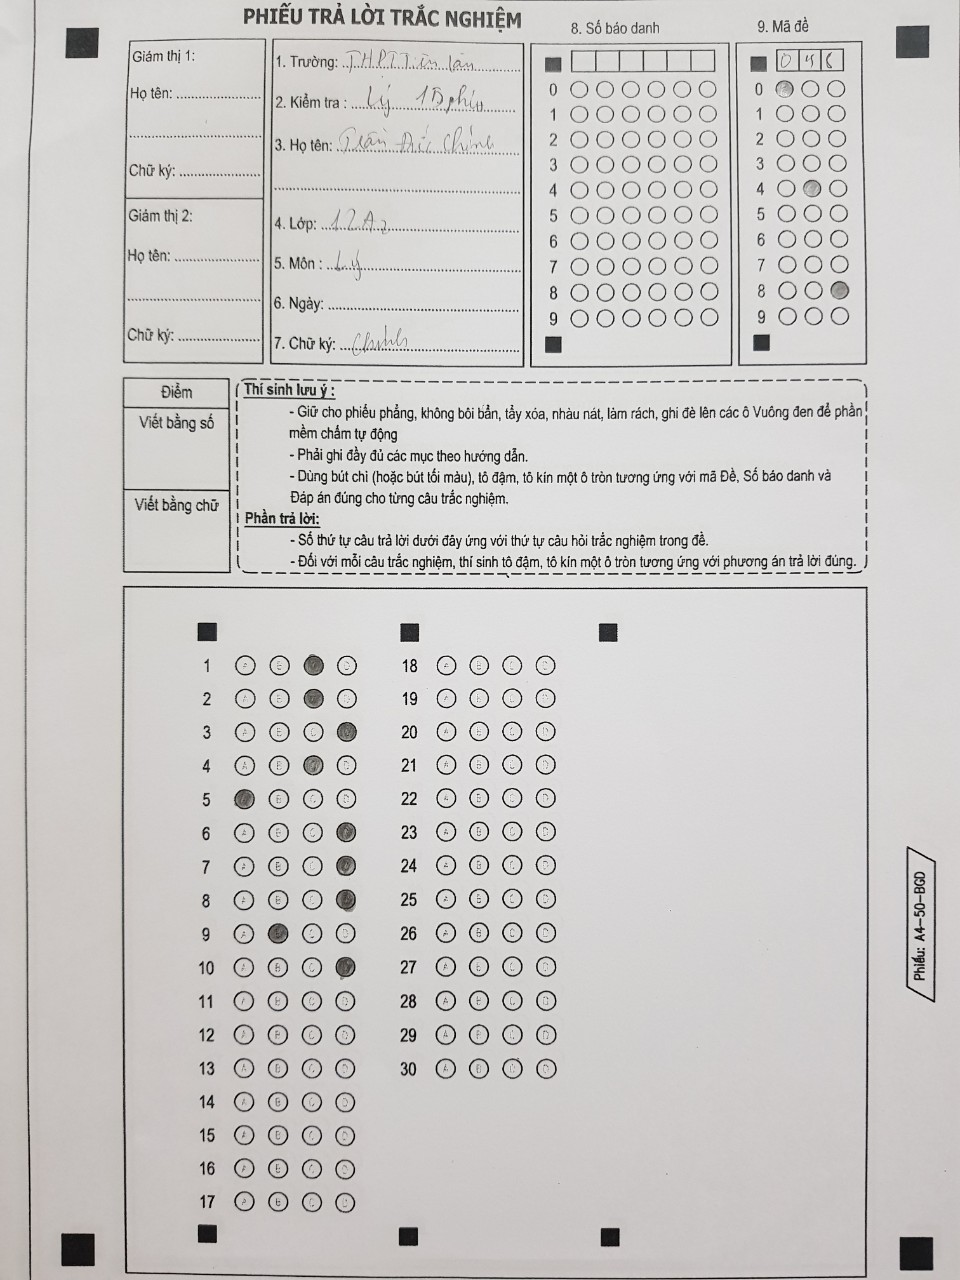 PHIẾU TRẢ LỜI TRẮC NGHIỆM
Giám thị 1:
Họ tên: ....................
Chữ ký: ....................
Giám thị 2:
Họ tên: ....................
Chữ ký: ....................
1. Trường: THPT Tiên Lãn
2. Kiểm tra : Lý 15 phút
3. Họ tên: Trần Đức Chính
4. Lớp: 12A2
5. Môn : Lý
6. Ngày: ....................
7. Chữ ký: Chính
8. Số báo danh
0
1
2
3
4
5
6
7
8
9
9. Mã đề
0 4 8
0
1
2
3
4
5
6
7
8
9
Điểm
Viết bằng số
Viết bằng chữ
Thí sinh lưu ý :
- Giữ cho phiếu phẳng, không bôi bẩn, tẩy xóa, nhàu nát, làm rách, ghi đè lên các ô Vuông đen để phần
mềm chấm tự động
- Phải ghi đầy đủ các mục theo hướng dẫn.
- Dùng bút chì (hoặc bút tối màu), tô đậm, tô kín một ô tròn tương ứng với mã Đề, Số báo danh và
Đáp án đúng cho từng câu trắc nghiệm.
Phần trả lời:
- Số thứ tự câu trả lời dưới đây ứng với thứ tự câu hỏi trắc nghiệm trong đề.
- Đối với mỗi câu trắc nghiệm, thí sinh tô đậm, tô kín một ô tròn tương ứng với phương án trả lời đúng.
1 A B D
2 A B D
3 A B C
4 A B D
5 B C D
6 A B C
7 A B C
8 A B C
9 A C D
10 A B C
11 A B C D
12 A B C D
13 A B C D
14 A B C D
15 A B C D
16 A B C D
17 A B C D
18 A B C D
19 A B C D
20 A B C D
21 A B C D
22 A B C D
23 A B C D
24 A B C D
25 A B C D
26 A B C D
27 A B C D
28 A B C D
29 A B C D
30 A B C D
Phiếu: A4-50-BGD